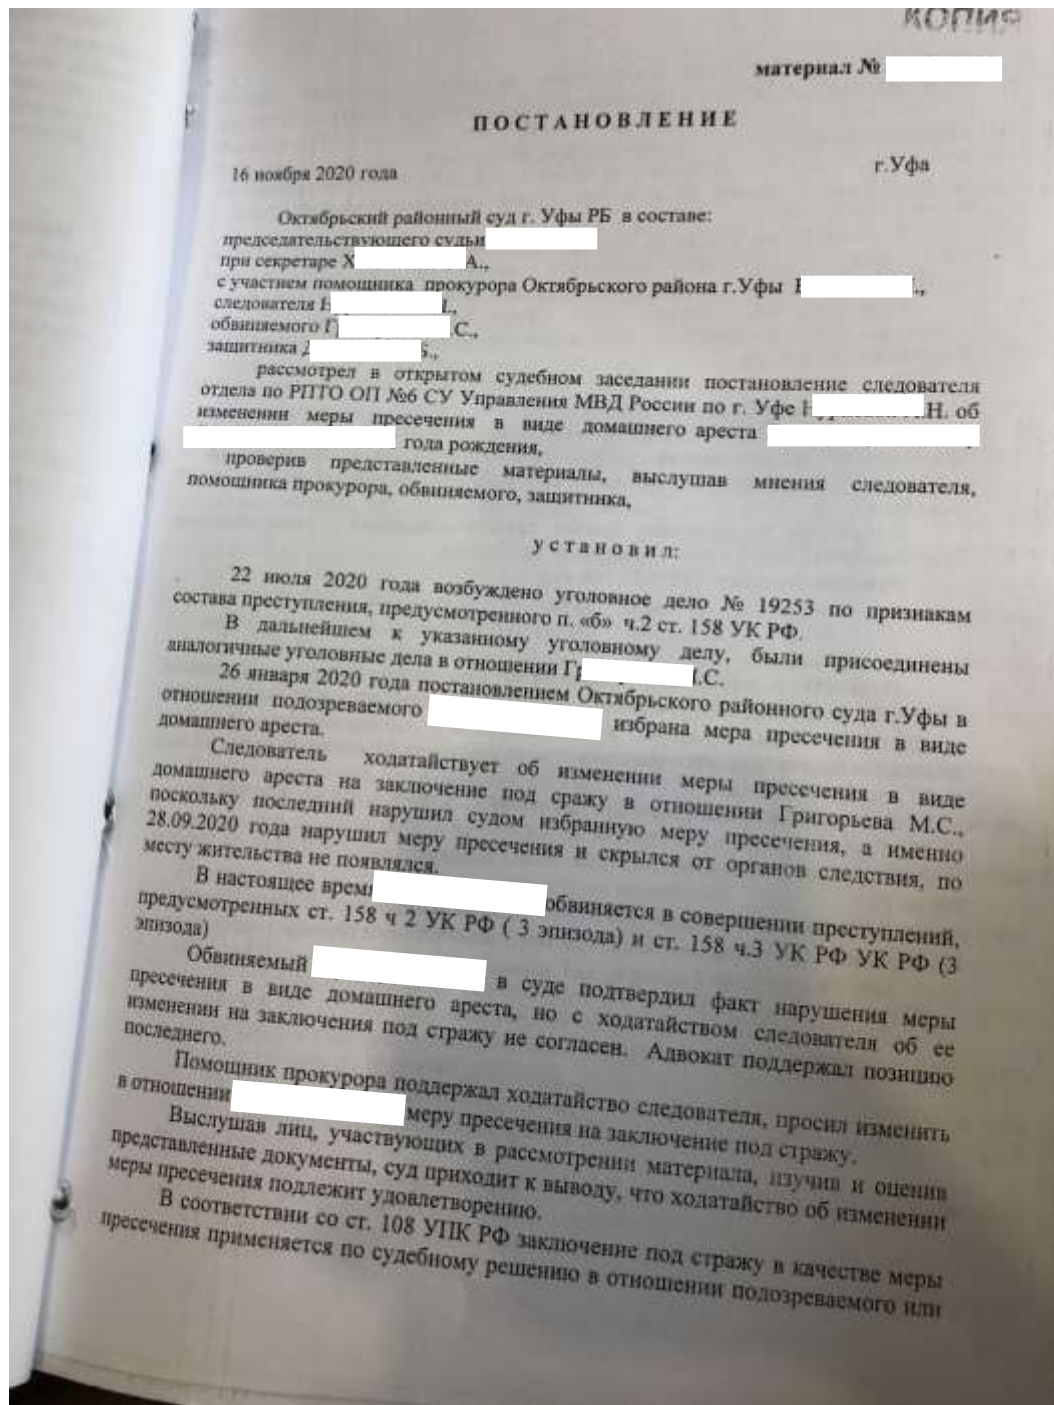 КОПИЯ
материал №
ПОСТАНОВЛЕНИЕ
16 ноября 2020 года г.Уфа
Октябрьский районный суд г. Уфы РБ в составе:
председательствующего судьи
при секретаре Х А.,
с участием помощника прокурора Октябрьского района г.Уфы
следователя
обвиняемого Гр С.,
защитника Б.,
рассмотрел в открытом судебном заседании постановление следователя
отдела по РПТО ОП №6 СУ Управления МВД России по г. Уфе Н. об
изменении меры пресечения в виде домашнего ареста
года рождения,
проверив представленные материалы, выслушав мнения следователя,
помощника прокурора, обвиняемого, защитника,
установил:
22 июля 2020 года возбуждено уголовное дело № 19253 по признакам
состава преступления, предусмотренного п. «б» ч.2 ст. 158 УК РФ.
В дальнейшем к указанному уголовному делу, были присоединены
аналогичные уголовные дела в отношении Гр .С.
26 января 2020 года постановлением Октябрьского районного суда г.Уфы в
отношении подозреваемого избрана мера пресечения в виде
домашнего ареста.
Следователь ходатайствует об изменении меры пресечения в виде
домашнего ареста на заключение под сражу в отношении Григорьева М.С.,
поскольку последний нарушил судом избранную меру пресечения, а именно
28.09.2020 года нарушил меру пресечения и скрылся от органов следствия, по
месту жительства не появлялся.
В настоящее время обвиняется в совершении преступлений,
предусмотренных ст. 158 ч 2 УК РФ ( 3 эпизода) и ст. 158 ч.3 УК РФ УК РФ (3
эпизода)
Обвиняемый в суде подтвердил факт нарушения меры
пресечения в виде домашнего ареста, но с ходатайством следователя об ее
изменении на заключения под стражу не согласен. Адвокат поддержал позицию
последнего.
Помощник прокурора поддержал ходатайство следователя, просил изменить
в отношении меру пресечения на заключение под стражу.
Выслушав лиц, участвующих в рассмотрении материала, изучив и оценив
представленные документы, суд приходит к выводу, что ходатайство об изменении
меры пресечения подлежит удовлетворению.
В соответствии со ст. 108 УПК РФ заключение под стражу в качестве меры
пресечения применяется по судебному решению в отношении подозреваемого или